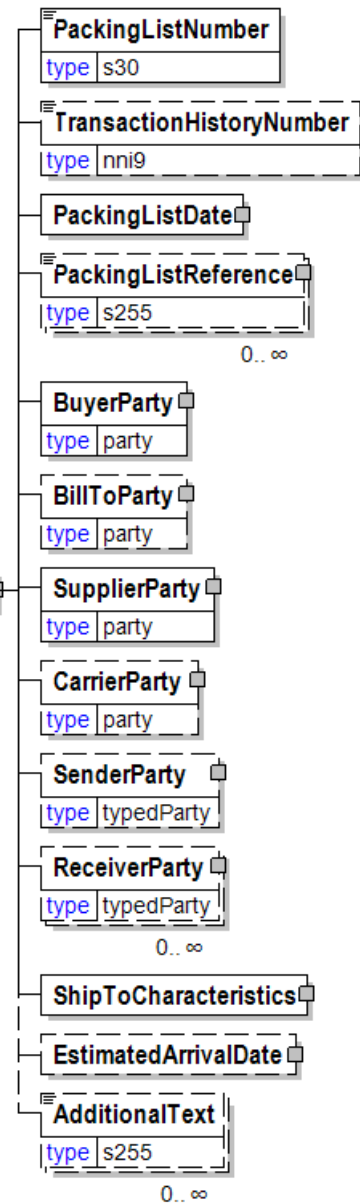 PackingListNumber
type s30
TransactionHistoryNumber
type nni9
PackingListDate
PackingListReference
type s255
0.. ∞
BuyerParty
type party
BillToParty
type party
SupplierParty
type party
CarrierParty
type party
SenderParty
type typedParty
ReceiverParty
type typedParty
0.. ∞
ShipToCharacteristics
EstimatedArrivalDate
AdditionalText
type s255
0.. ∞